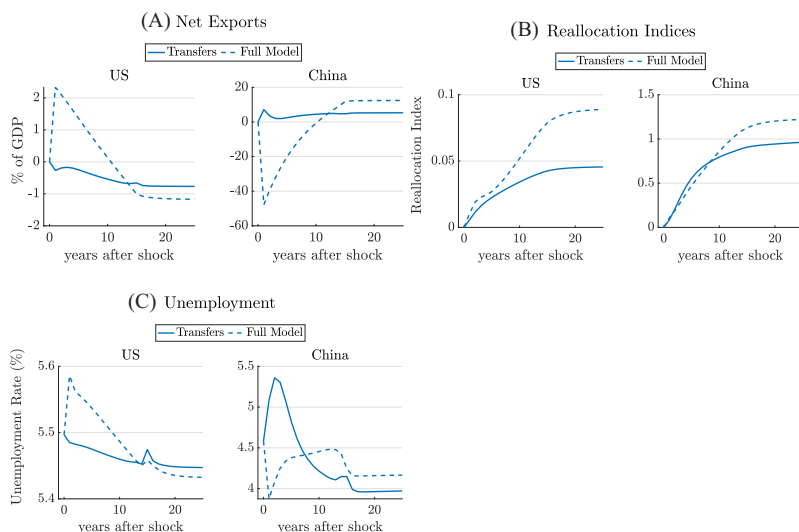 (A) Net Exports
Transfers Full Model
US
China
% of GDP
2
1
0
-1
-2
0 10 20
years after shock
20
0
-20
-40
-60
0 10 20
years after shock
(B) Reallocation Indices
Transfers Full Model
US
China
Reallocation Index
0.1
0.05
0
0 10 20
years after shock
1.5
1
0.5
0
0 10 20
years after shock
(C) Unemployment
Transfers Full Model
US
China
Unemployment Rate (%)
5.6
5.5
5.4
0 10 20
years after shock
5.5
5
4.5
4
0 10 20
years after shock